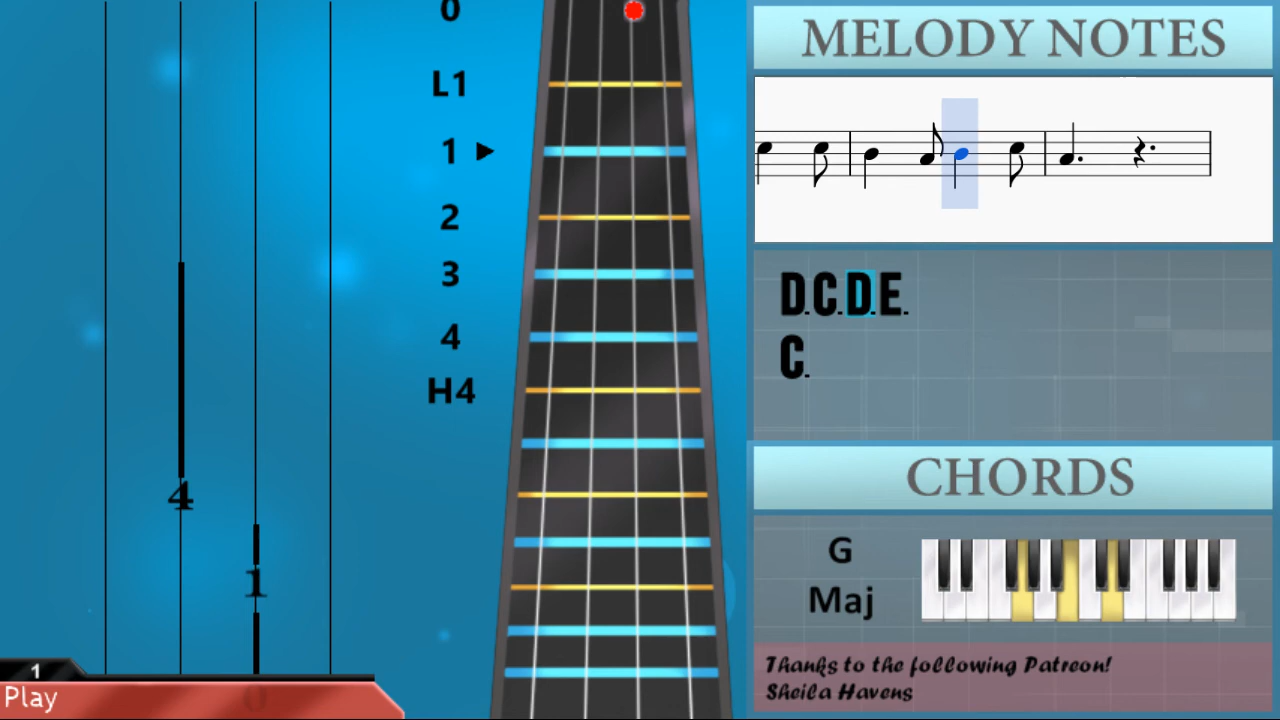 0
L1
1
2
3
4
H4
4
1
0
1
Play
MELODY NOTES
D.C.D.E.
C.
CHORDS
G
Maj
Thanks to the following Patreon!
Sheila Havens